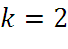 k = 2